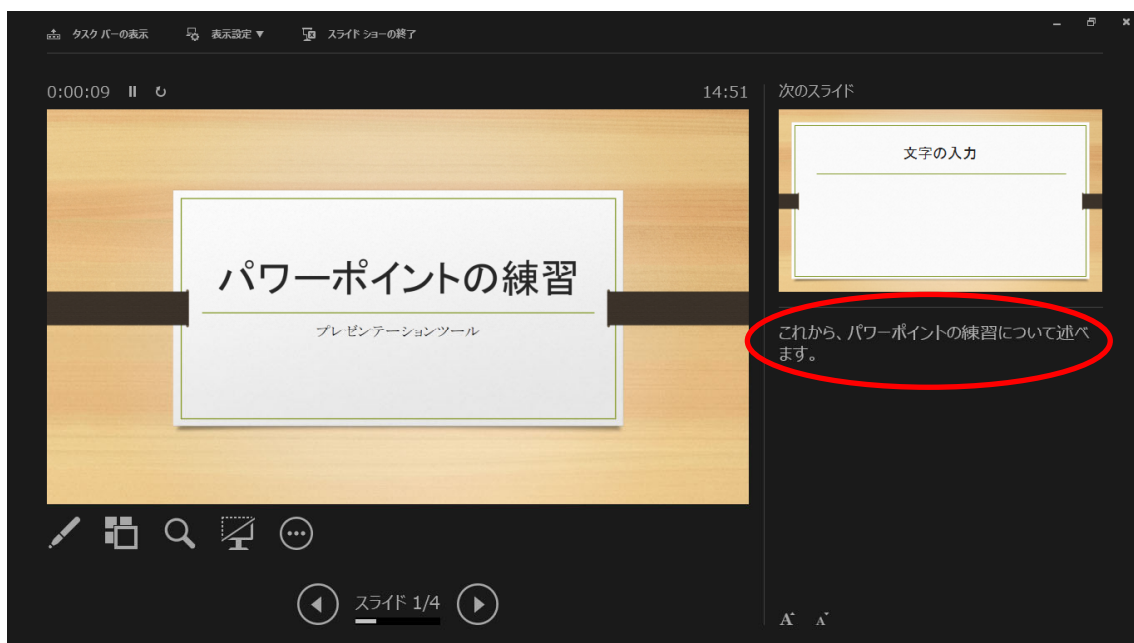 タスク バーの表示 表示設定 ▼ スライド ショーの終了
0:00:09 14:51
パワーポイントの練習
プレゼンテーションツール
スライド 1/4
次のスライド
文字の入力
これから、パワーポイントの練習について述べ
ます。
A A